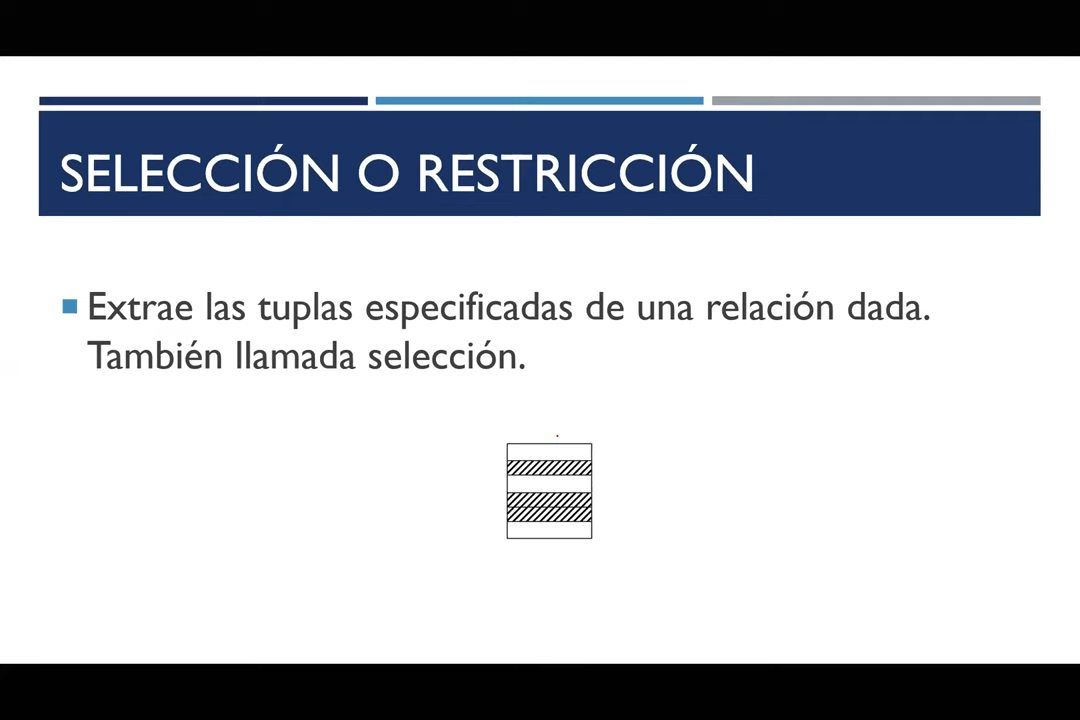 SELECCIÓN O RESTRICCIÓN
Extrae las tuplas especificadas de una relación dada.
También llamada selección.